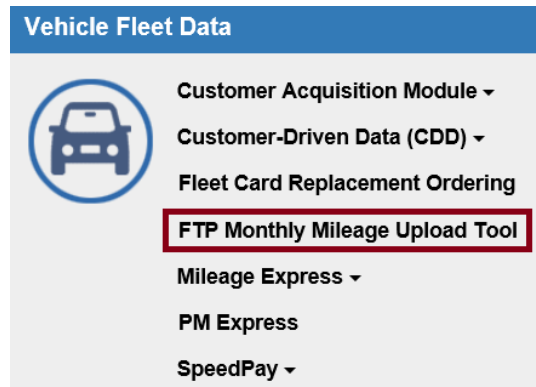 Vehicle Fleet Data
Customer Acquisition Module
Customer-Driven Data (CDD)
Fleet Card Replacement Ordering
FTP Monthly Mileage Upload Tool
Mileage Express
PM Express
SpeedPay